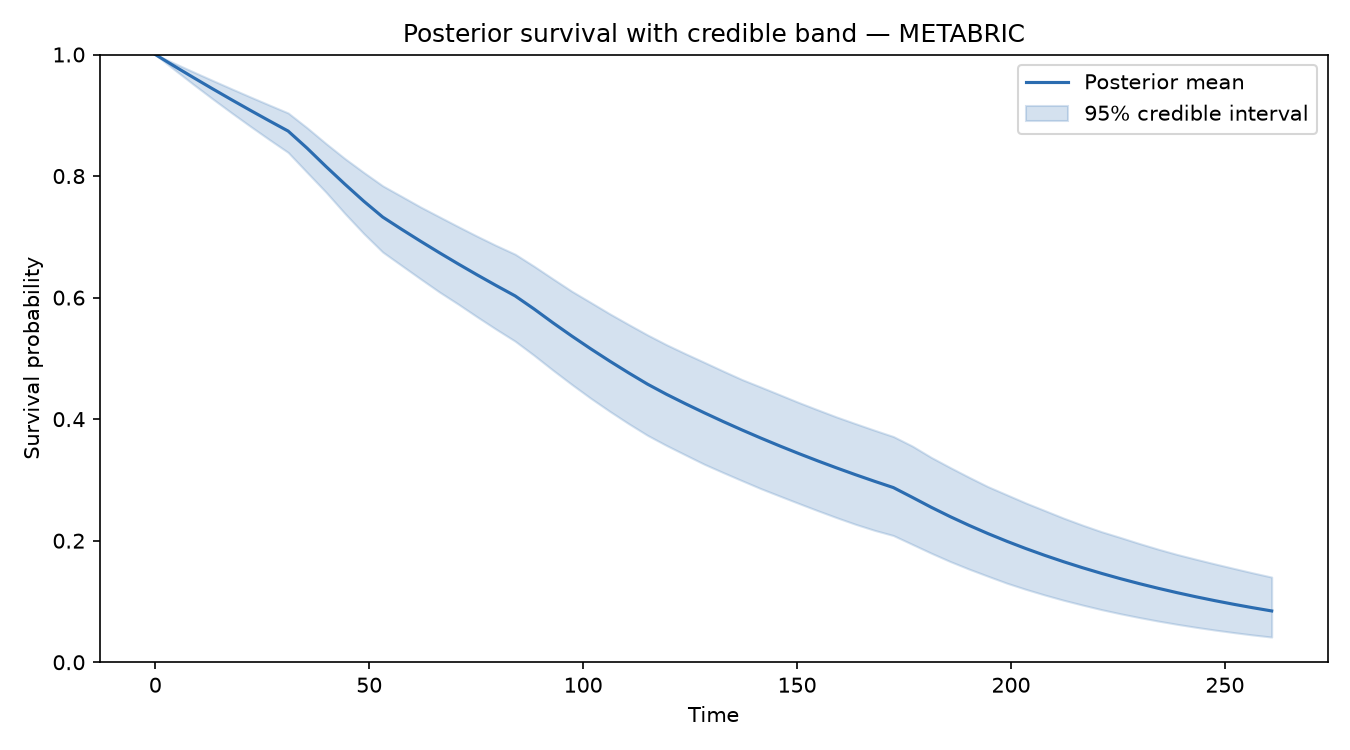 Posterior survival with credible band — METABRIC
Posterior mean
95% credible interval
Survival probability
1.0
0.8
0.6
0.4
0.2
0.0
0 50 100 150 200 250
Time